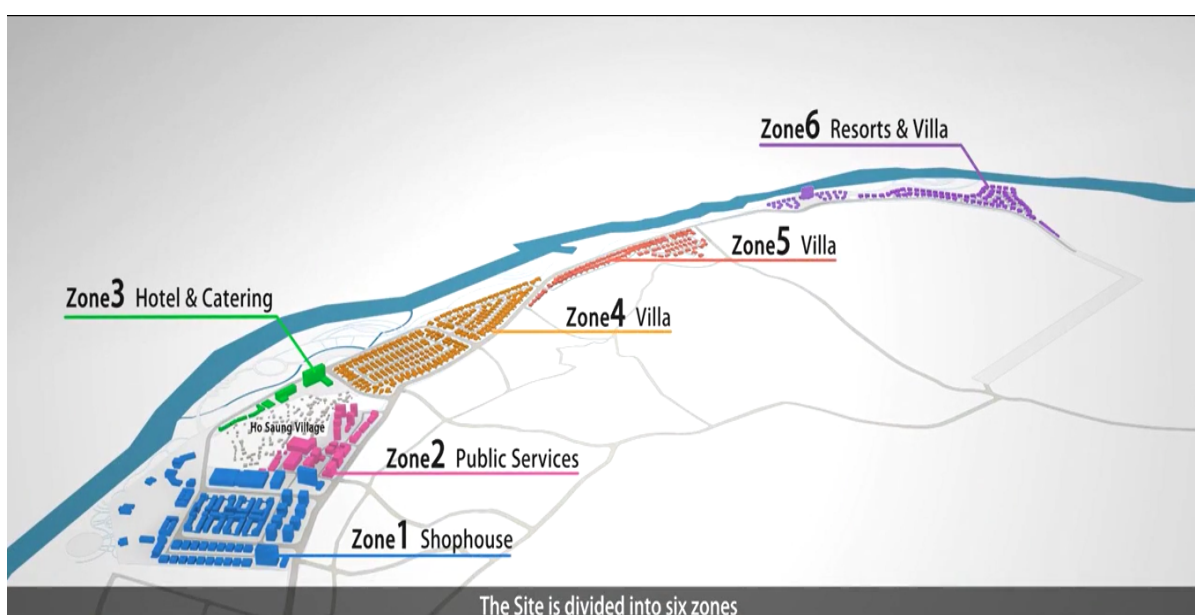 Zone6 Resorts & Villa
Zone5 Villa
Zone3 Hotel & Catering
Zone4 Villa
Ho Saung Village
Zone2 Public Services
Zone1 Shophouse
The Site is divided into six zones